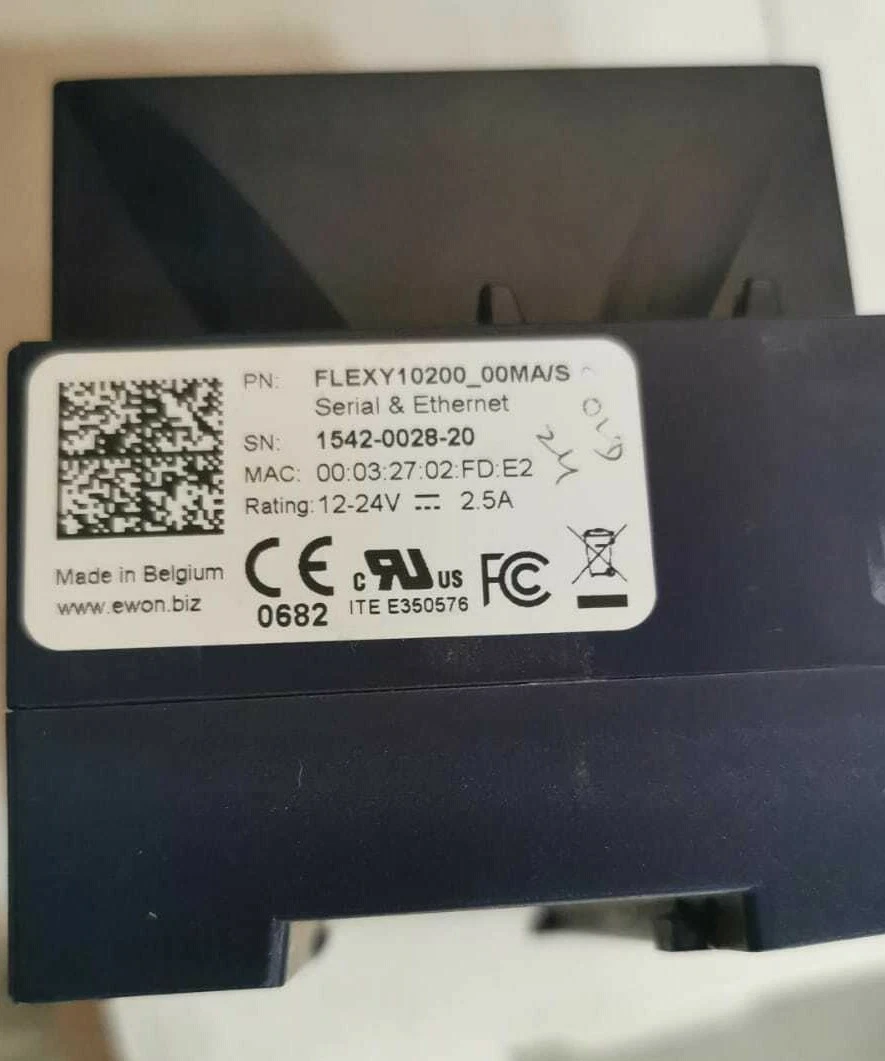 PN: FLEXY10200_00MA/S
Serial & Ethernet
SN: 1542-0028-20
MAC: 00:03:27:02:FD:E2
Rating: 12-24V 2.5A
Made in Belgium
www.ewon.biz
CE
0682
c RU US
ITE E350576
FC